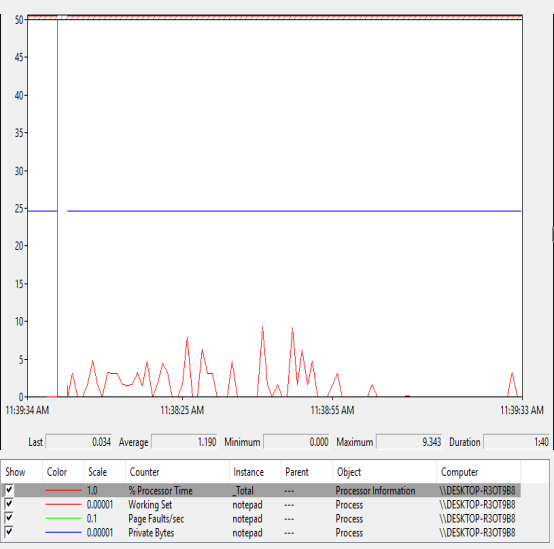 50
45
40
35
30
25
20
15
10
5
0
11:39:34 AM 11:38:25 AM 11:38:55 AM 11:39:33 AM
Last 0.034 Average 1.190 Minimum 0.000 Maximum 9.343 Duration 1:40
Show Color Scale Counter Instance Parent Object Computer
1.0 % Processor Time _Total --- Processor Information \\DESKTOP-R3OT9B8
0.00001 Working Set notepad --- Process \\DESKTOP-R3OT9B8
0.1 Page Faults/sec notepad --- Process \\DESKTOP-R3OT9B8
0.00001 Private Bytes notepad --- Process \\DESKTOP-R3OT9B8